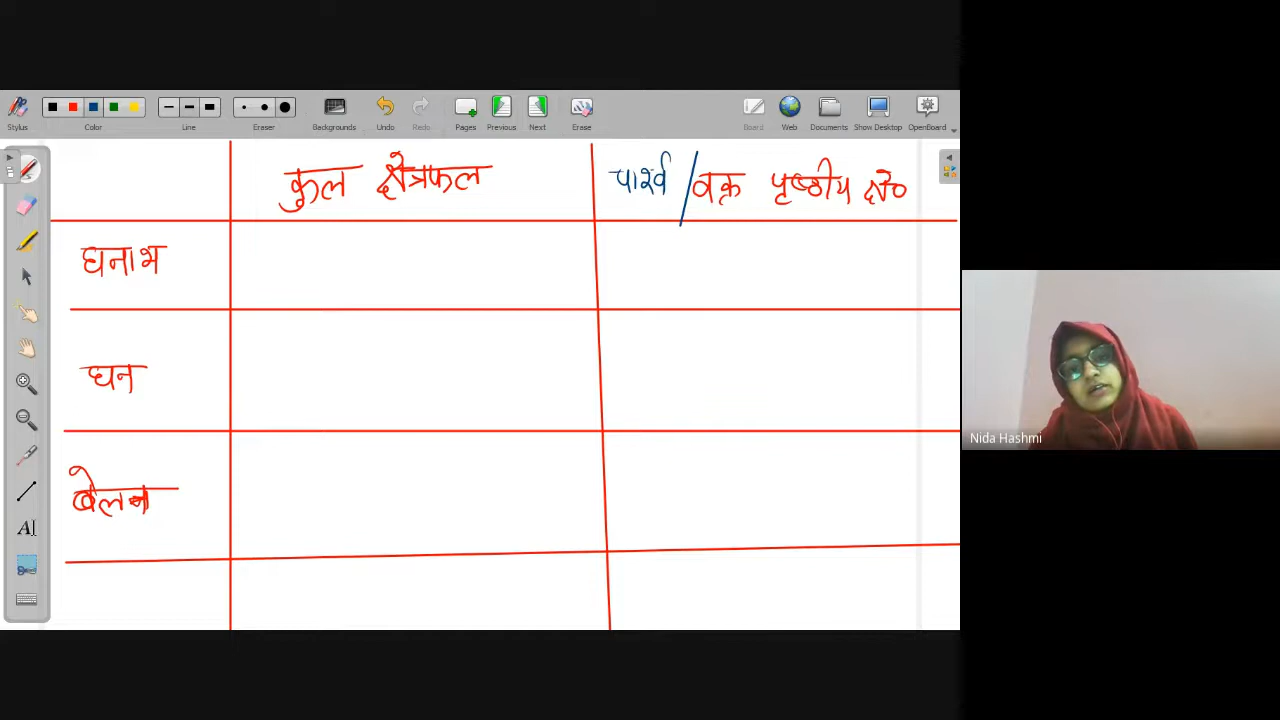 Stylus Color Line Eraser Backgrounds Undo Redo Pages Previous Next Erase Board Web Documents Show Desktop OpenBoard
कुल क्षेत्रफल पार्श्व / वक्र पृष्ठीय क्षे०
घनाभ
घन
बेलन
Nida Hashmi